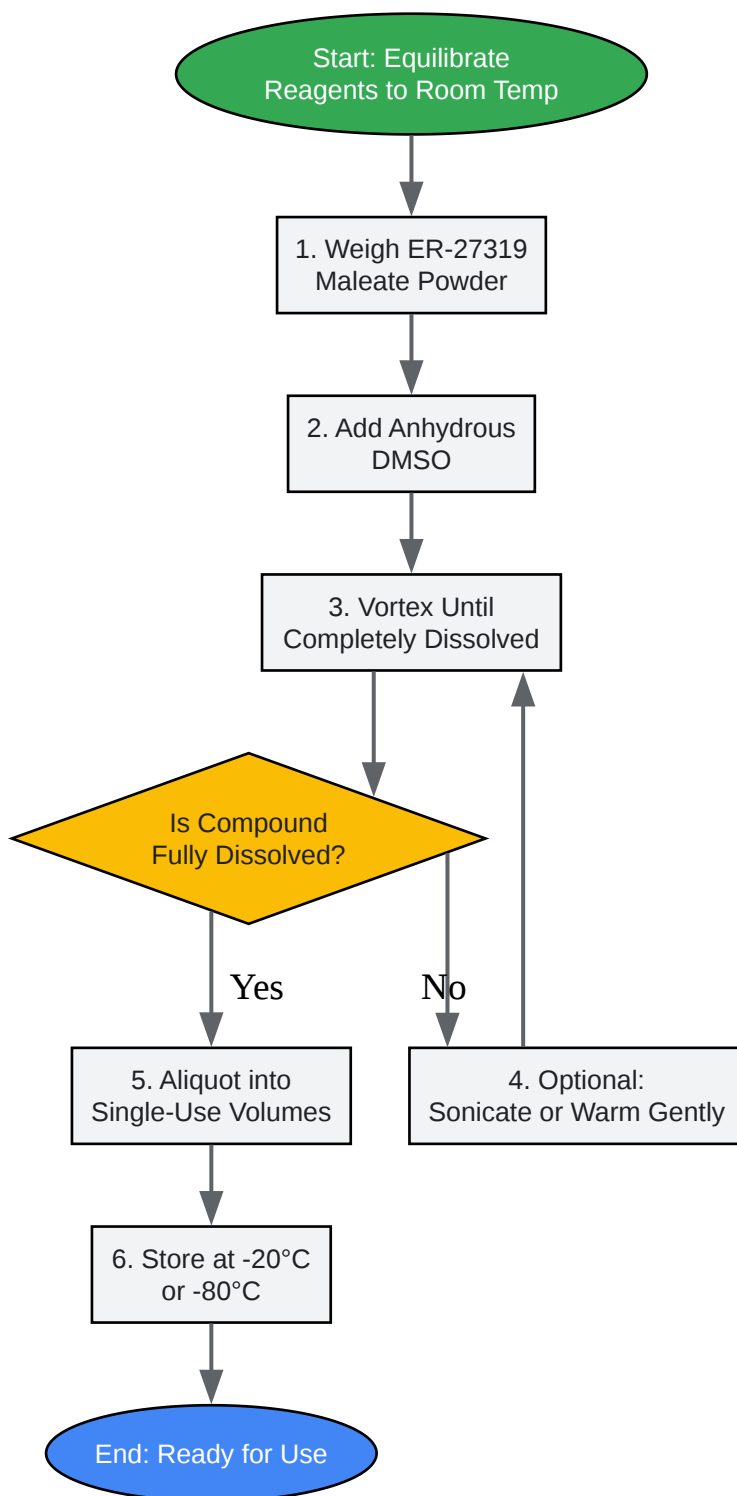 Start: Equilibrate
Reagents to Room Temp
1. Weigh ER-27319
Maleate Powder
2. Add Anhydrous
DMSO
3. Vortex Until
Completely Dissolved
Is Compound
Fully Dissolved?
Yes
No
5. Aliquot into
Single-Use Volumes
4. Optional:
Sonicate or Warm Gently
6. Store at -20°C
or -80°C
End: Ready for Use